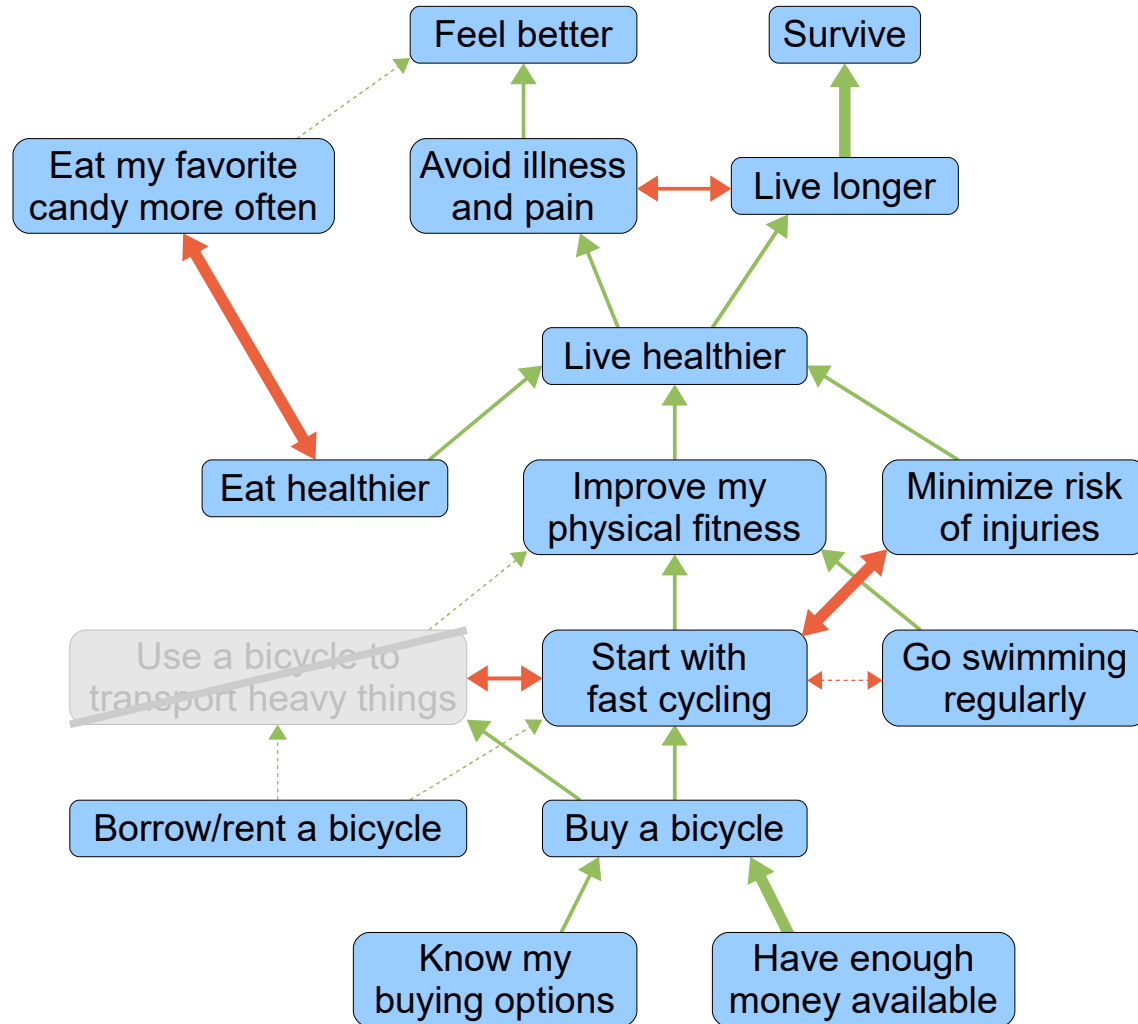 Feel better
Survive
Eat my favorite
candy more often
Avoid illness
and pain
Live longer
Live healthier
Eat healthier
Improve my
physical fitness
Minimize risk
of injuries
Use a bicycle to
transport heavy things
Start with
fast cycling
Go swimming
regularly
Borrow/rent a bicycle
Buy a bicycle
Know my
buying options
Have enough
money available